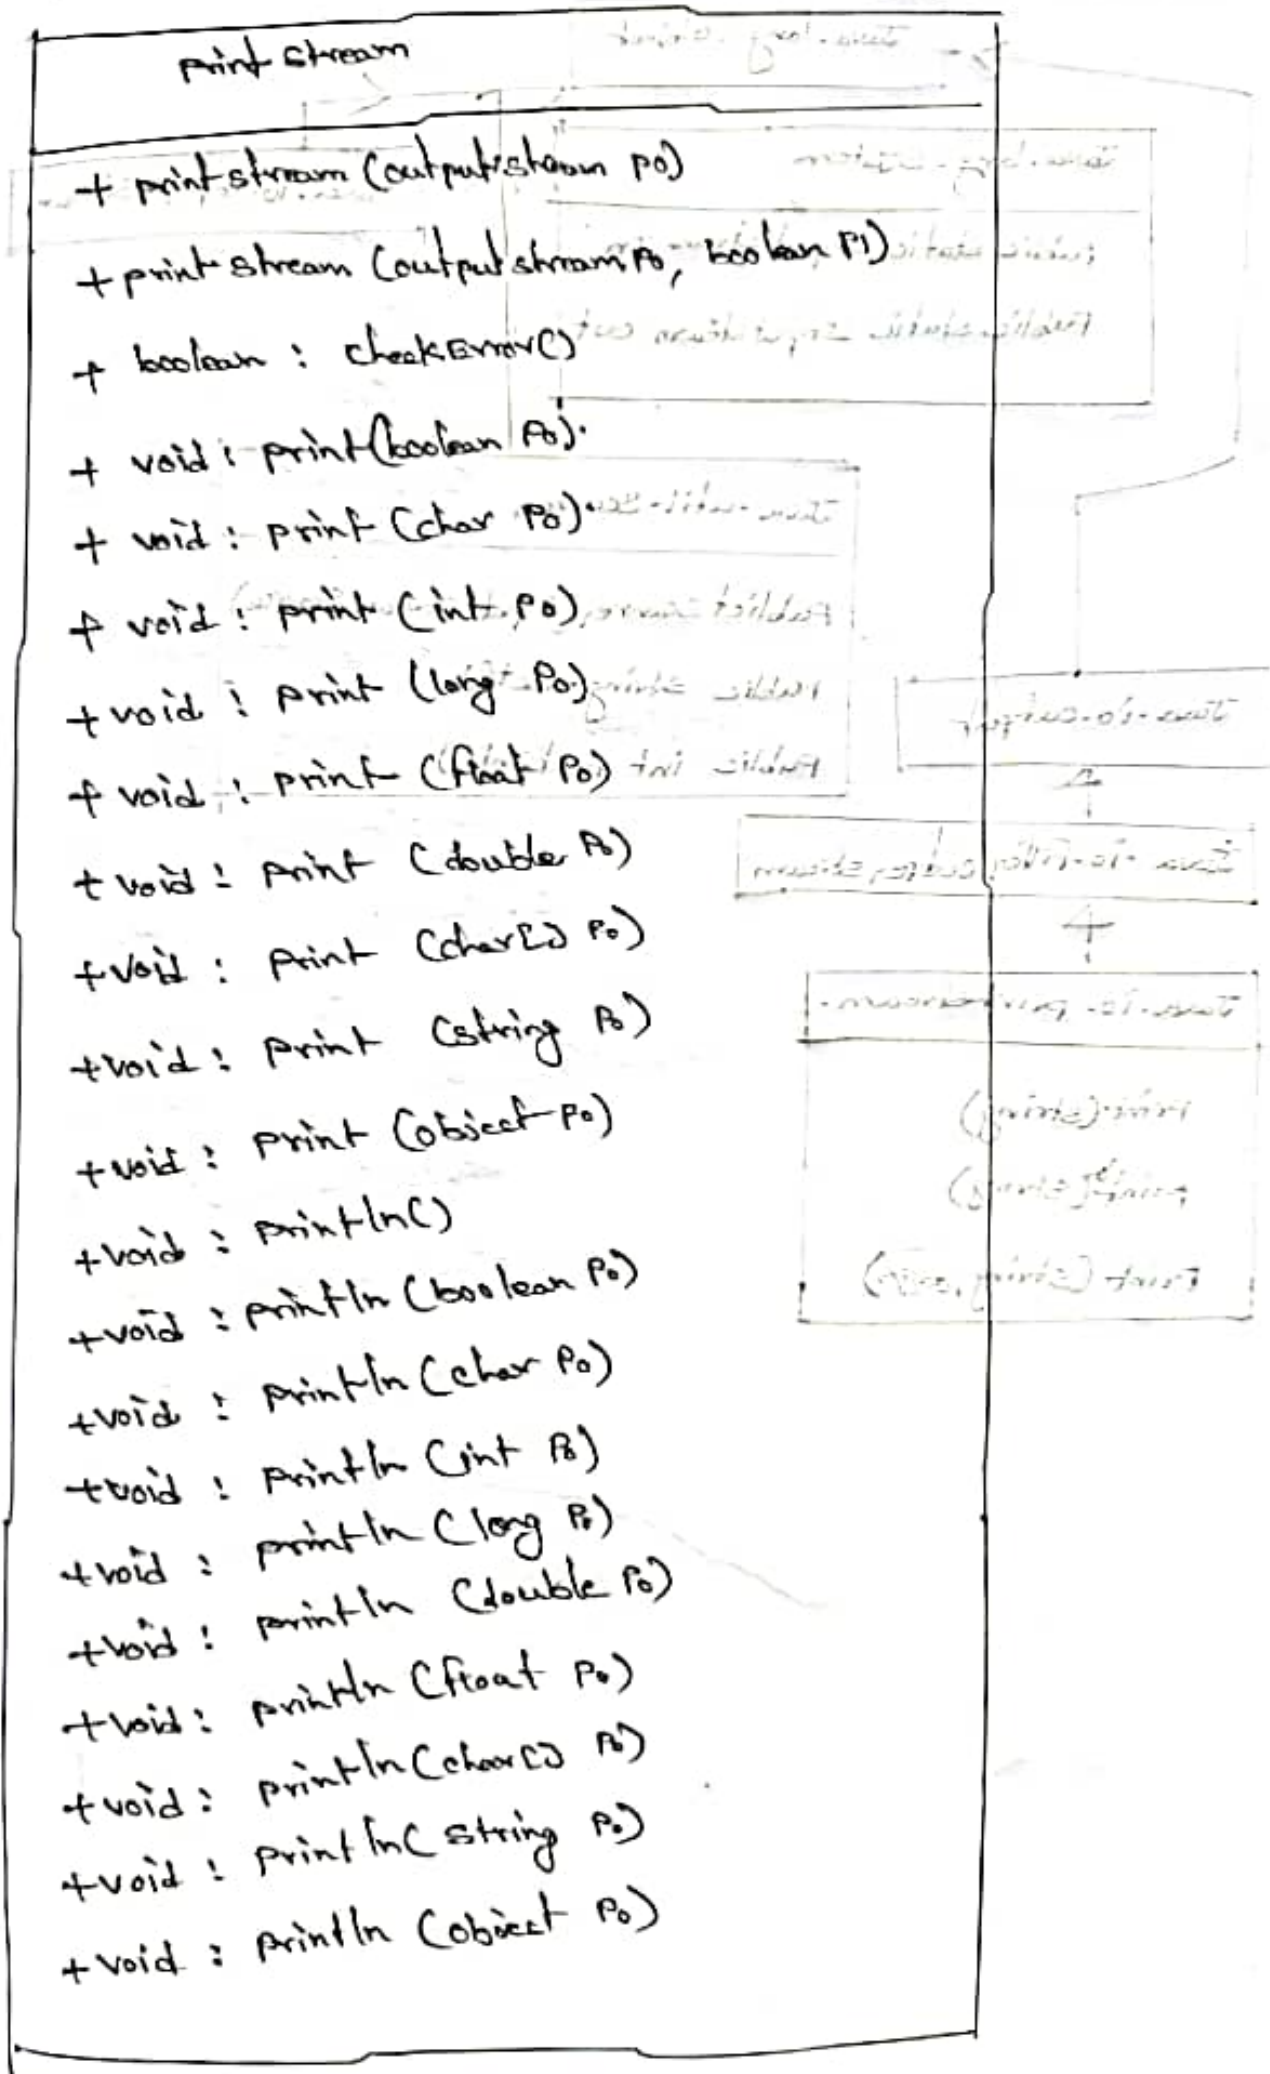 print stream
+ print stream (output stream P0)
+ print stream (output stream P0, boolean P1)
+ boolean : checkError()
+ void : print (boolean P0).
+ void : print (char P0).
+ void : print (int P0)
+ void : print (long P0)
+ void : print (float P0)
+ void : print (double P0)
+ void : print (char[] P0)
+ void : print (string P0)
+ void : print (object P0)
+ void : println()
+ void : println (boolean P0)
+ void : println (char P0)
+ void : println (int P0)
+ void : println (long P0)
+ void : println (double P0)
+ void : println (float P0)
+ void : println (char[] P0)
+ void : println( string P0)
+ void : println (object P0)